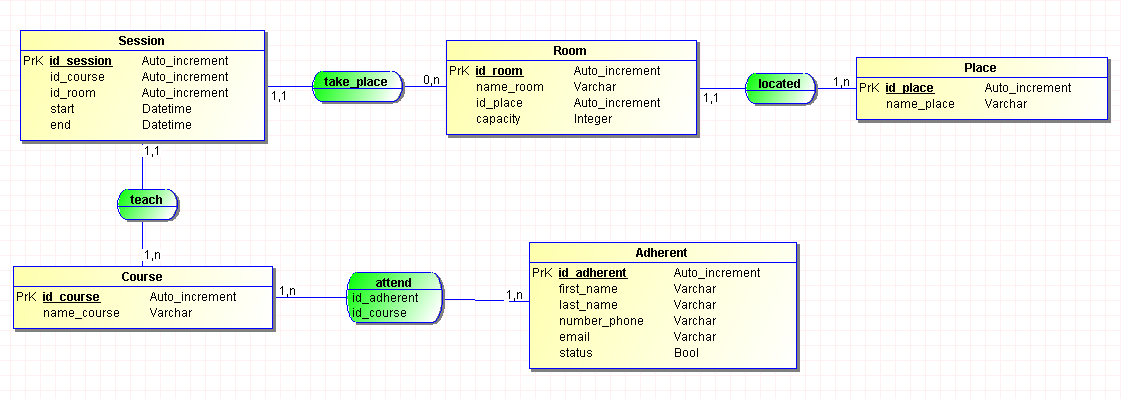 Session
PrK id_session Auto_increment
id_course Auto_increment
id_room Auto_increment
start Datetime
end Datetime
1,1
take_place
0,n
Room
PrK id_room Auto_increment
name_room Varchar
id_place Auto_increment
capacity Integer
1,1
located
1,n
Place
PrK id_place Auto_increment
name_place Varchar
1,1
teach
1,n
Course
PrK id_course Auto_increment
name_course Varchar
1,n
attend
id_adherent
id_course
1,n
Adherent
PrK id_adherent Auto_increment
first_name Varchar
last_name Varchar
number_phone Varchar
email Varchar
status Bool